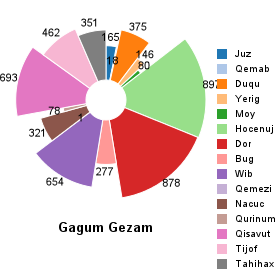 165
18
375
146
80
897
878
277
654
1
321
78
693
462
351
Gagum Gezam
Juz
Qemab
Duqu
Yerig
Moy
Hocenuj
Dor
Bug
Wib
Qemezi
Nacuc
Qurinum
Qisavut
Tijof
Tahihax